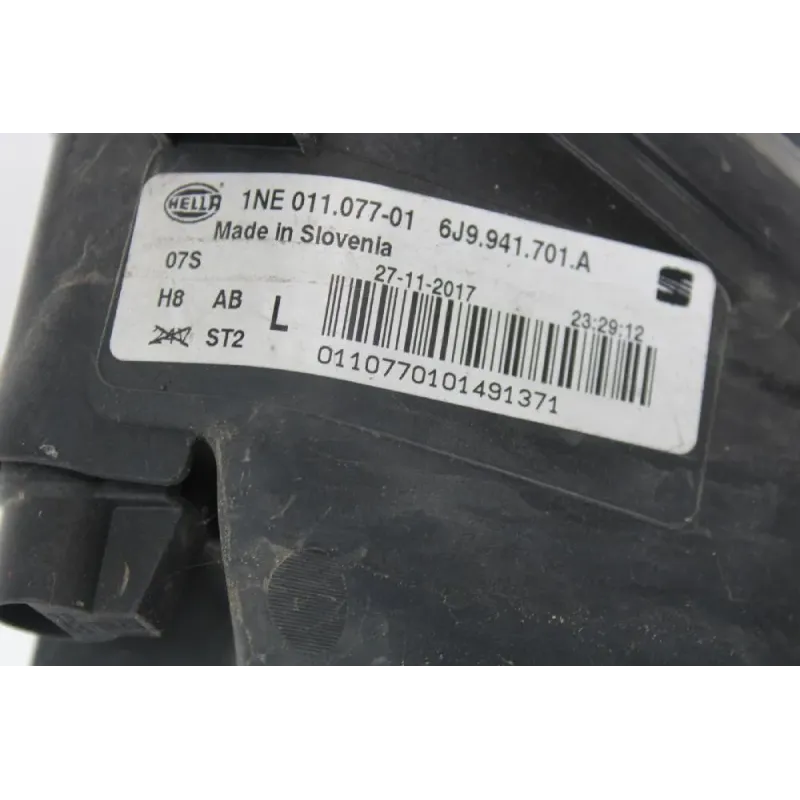 HELLA 1NE 011.077-01 6J9.941.701.A
Made in Slovenia
07S 27-11-2017 23:29:12
H8 AB L
24V ST2
0110770101491371